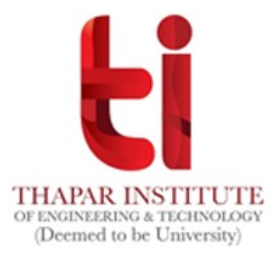 ti
THAPAR INSTITUTE
OF ENGINEERING & TECHNOLOGY
(Deemed to be University)